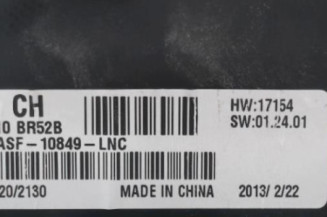 CH
HW:17154
10 BR52B
SW:01.24.01
ASF-10849-LNC
20/2130 MADE IN CHINA 2013/ 2/22